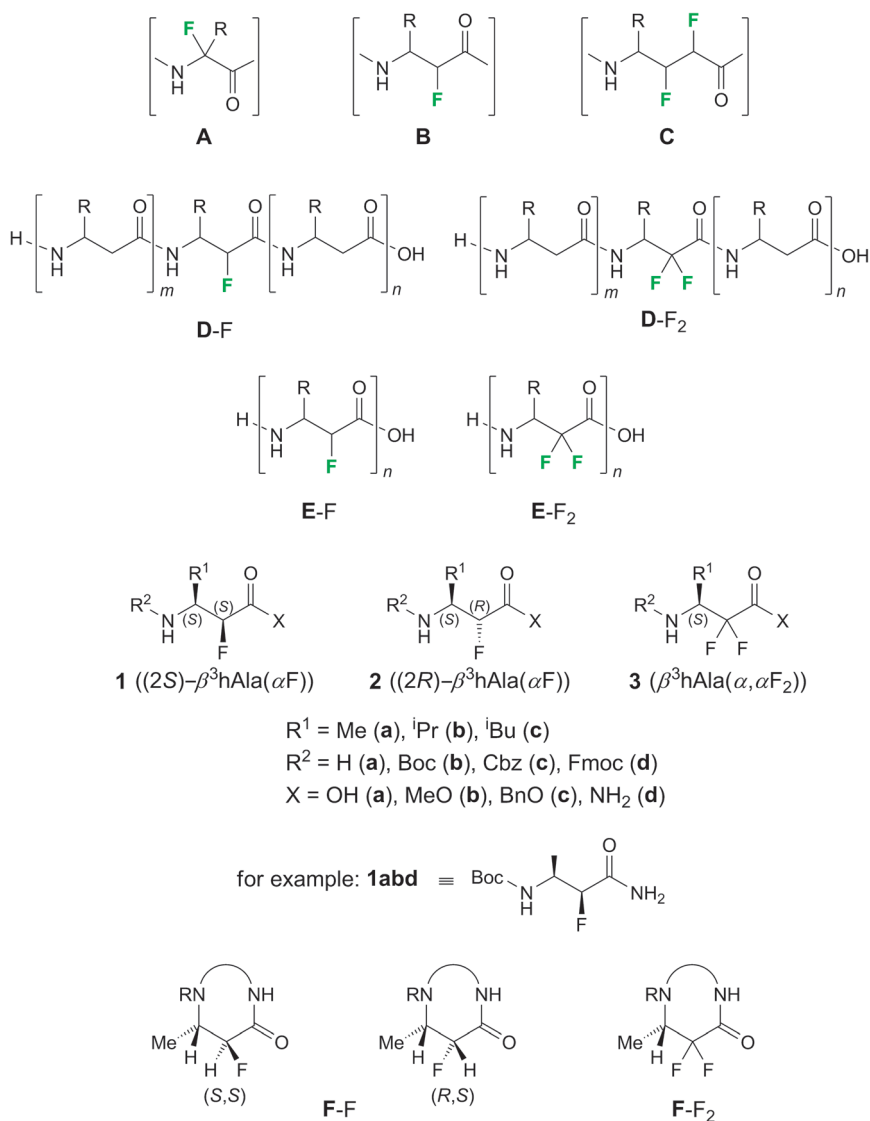 F R N H O
R O N H F
R F N H F O
A B C
H N H R O m N H R O F N H R O OH n
H N H R O m N H R O F F N H R O OH n
D-F D-F₂
H N H R O F OH n
H N H R O F F OH n
E-F E-F₂
R² N H R¹ (S) (S) F O X
R² N H R¹ (S) (R) F O X
R² N H R¹ (S) F F O X
1 ((2S)–β³hAla(αF)) 2 ((2R)–β³hAla(αF)) 3 (β³hAla(α,αF₂))
R¹ = Me (a), ⁱPr (b), ⁱBu (c)
R² = H (a), Boc (b), Cbz (c), Fmoc (d)
X = OH (a), MeO (b), BnO (c), NH₂ (d)
for example: 1abd ≡ Boc N H F O NH₂
RN NH Me H H F O
RN NH Me H F H O
RN NH Me H F F O
(S,S) (R,S)
F-F F-F₂